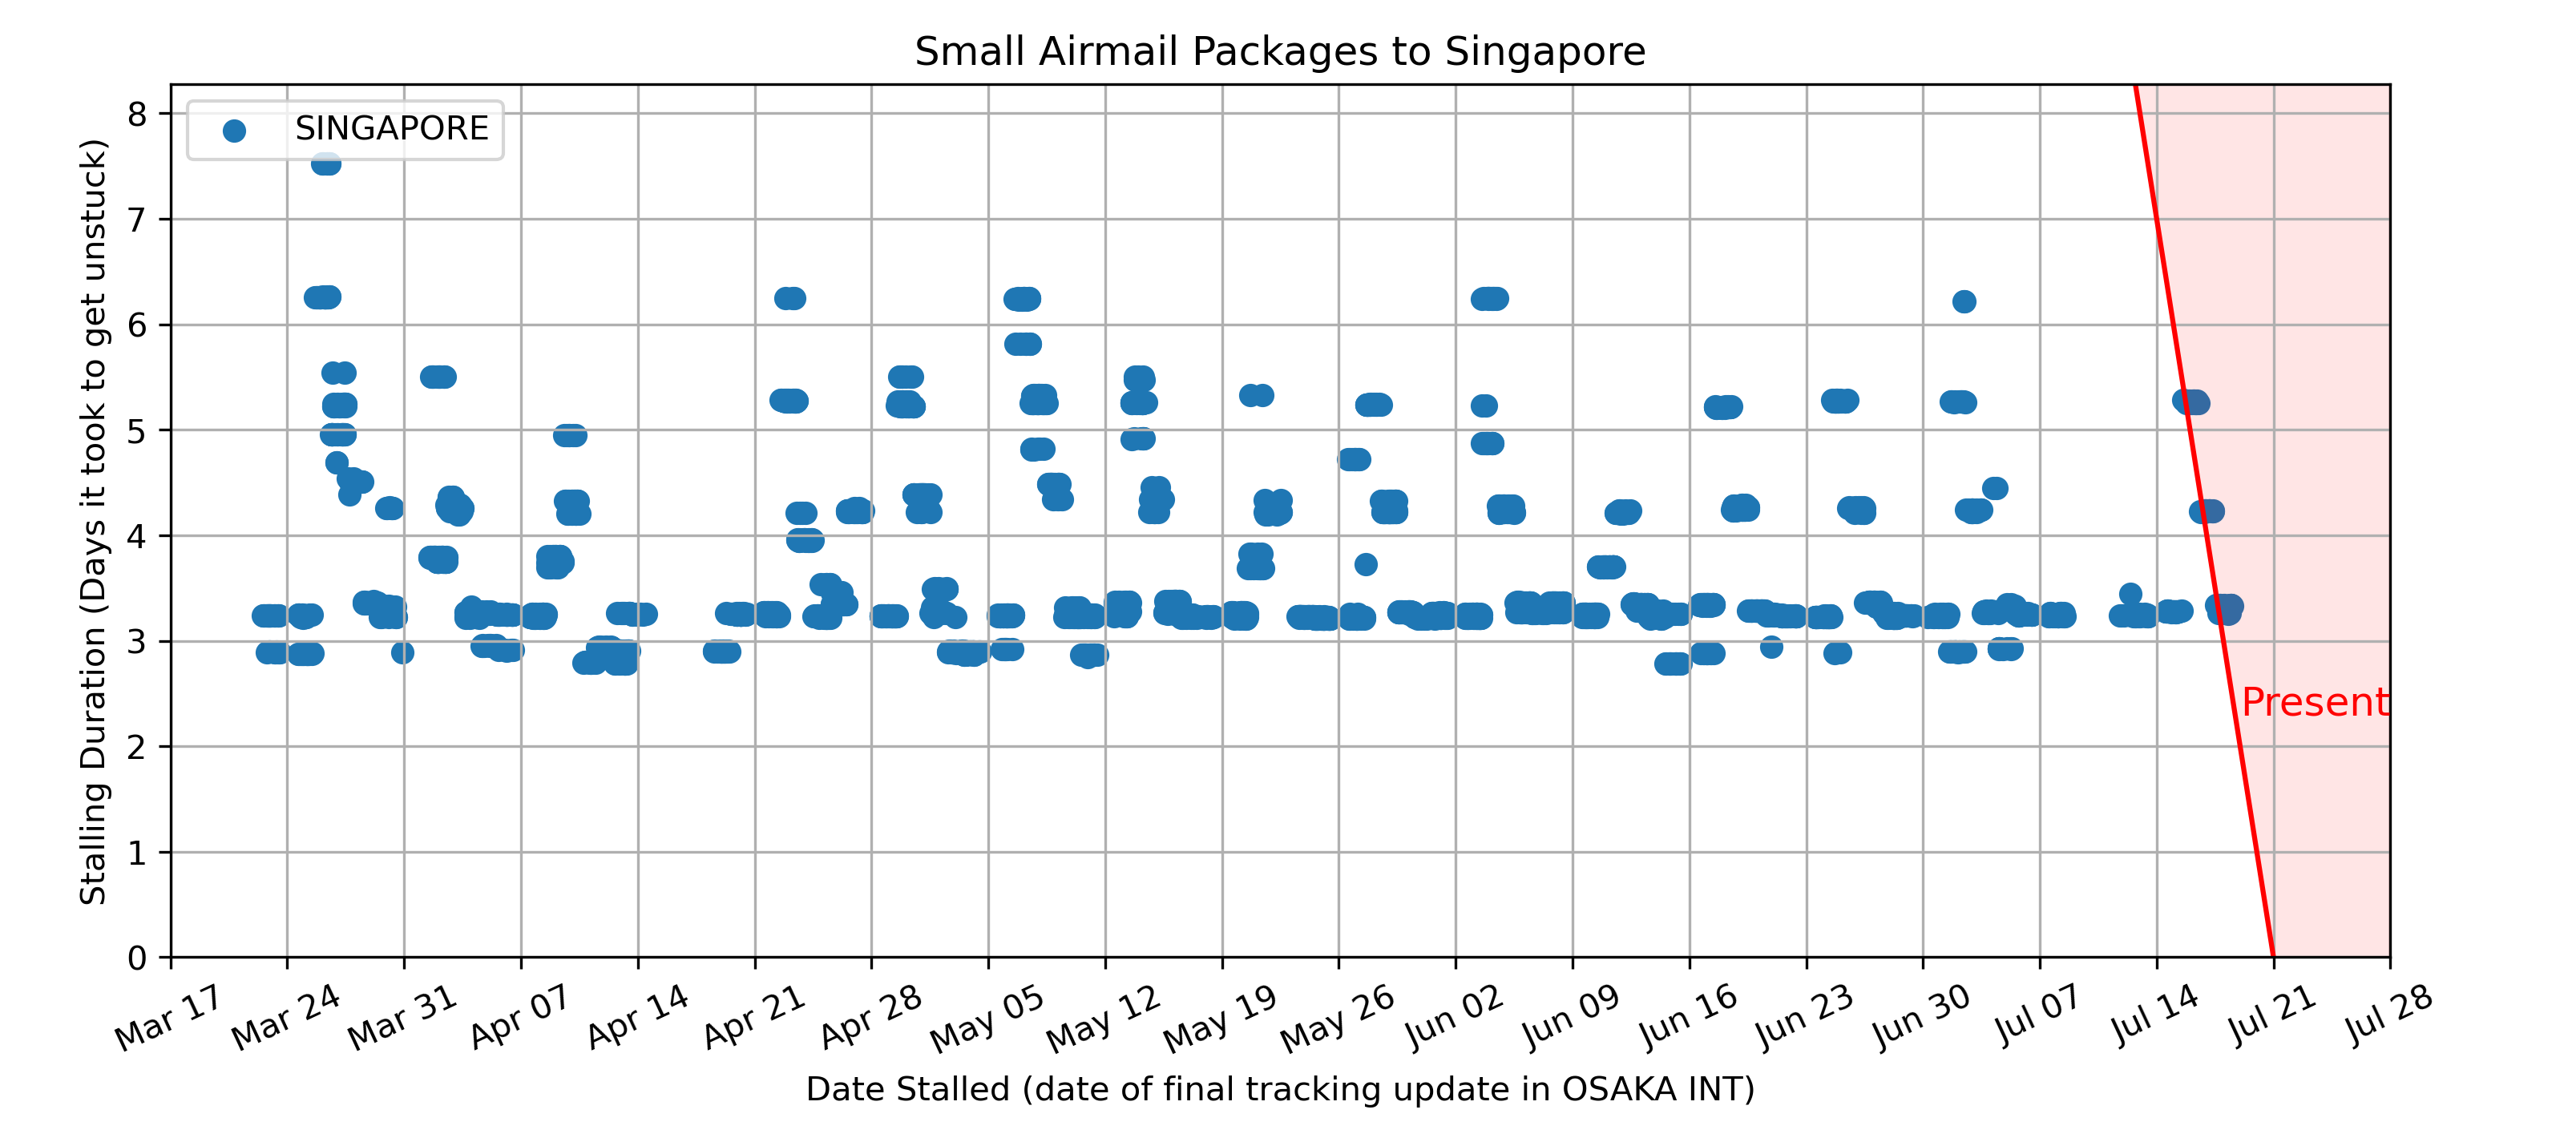 Small Airmail Packages to Singapore
SINGAPORE
Stalling Duration (Days it took to get unstuck)
8
7
6
5
4
3
2
1
0
Present
Mar 17
Mar 24
Mar 31
Apr 07
Apr 14
Apr 21
Apr 28
May 05
May 12
May 19
May 26
Jun 02
Jun 09
Jun 16
Jun 23
Jun 30
Jul 07
Jul 14
Jul 21
Jul 28
Date Stalled (date of final tracking update in OSAKA INT)